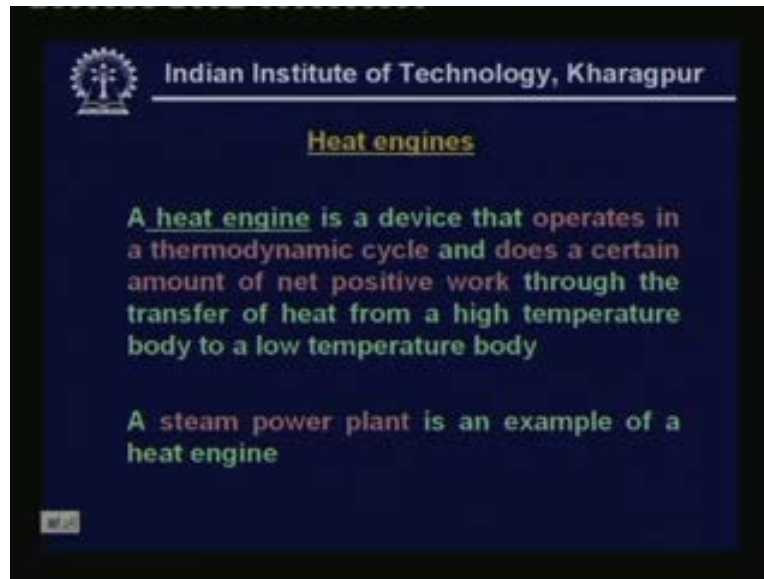 Indian Institute of Technology, Kharagpur
Heat engines
A heat engine is a device that operates in
a thermodynamic cycle and does a certain
amount of net positive work through the
transfer of heat from a high temperature
body to a low temperature body
A steam power plant is an example of a
heat engine